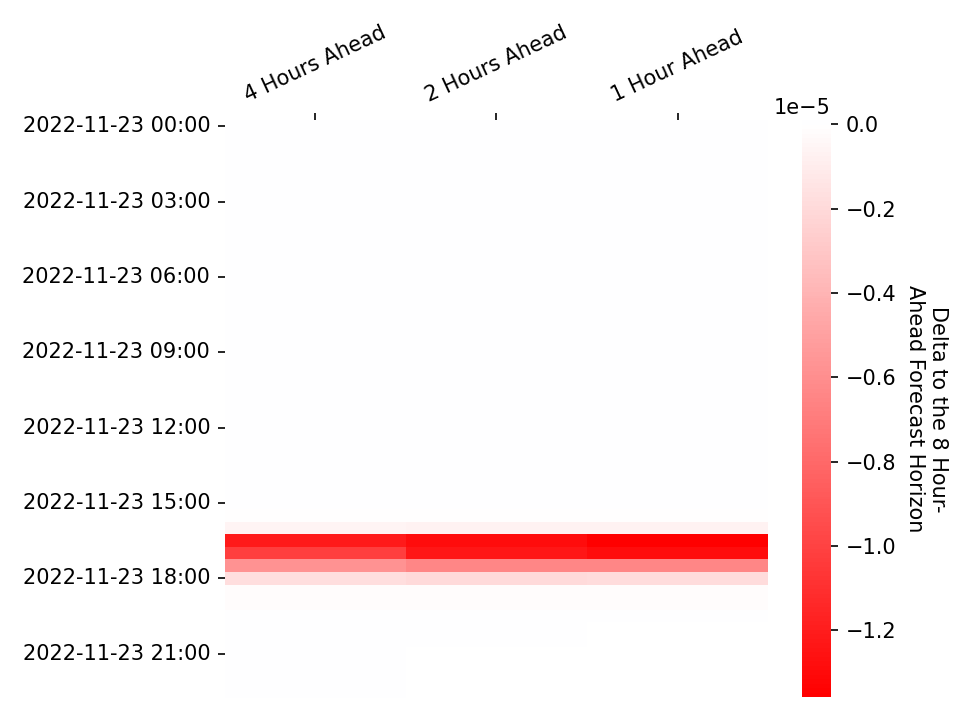 4 Hours Ahead
2 Hours Ahead
1 Hour Ahead
1e−5
2022-11-23 00:00
2022-11-23 03:00
2022-11-23 06:00
2022-11-23 09:00
2022-11-23 12:00
2022-11-23 15:00
2022-11-23 18:00
2022-11-23 21:00
0.0
−0.2
−0.4
−0.6
−0.8
−1.0
−1.2
Delta to the 8 Hour-
Ahead Forecast Horizon